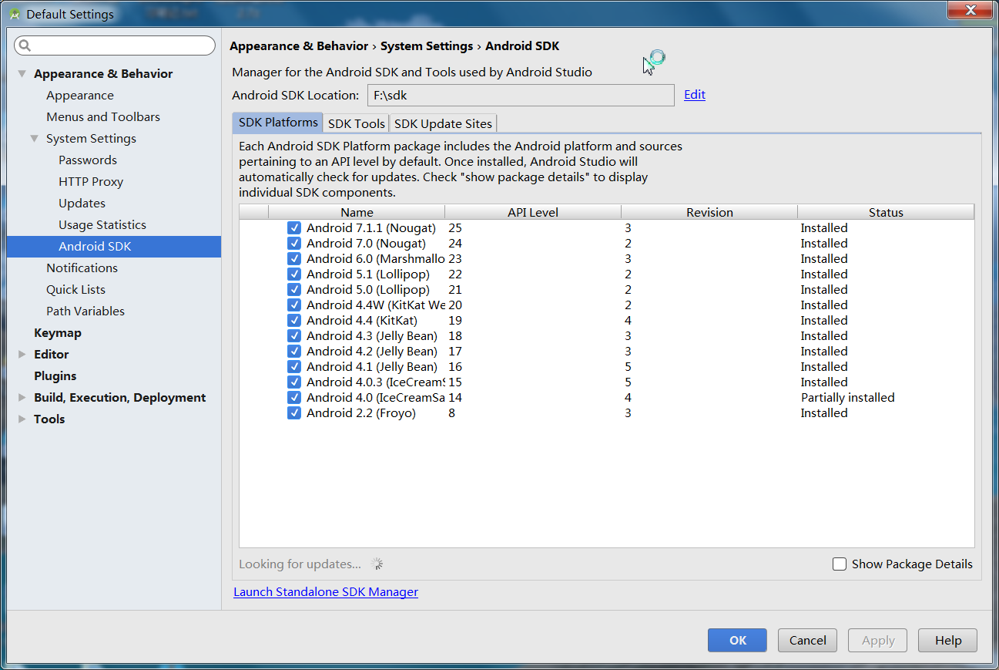 Default Settings
Appearance & Behavior
Appearance
Menus and Toolbars
System Settings
Passwords
HTTP Proxy
Updates
Usage Statistics
Android SDK
Notifications
Quick Lists
Path Variables
Keymap
Editor
Plugins
Build, Execution, Deployment
Tools
Appearance & Behavior › System Settings › Android SDK
Manager for the Android SDK and Tools used by Android Studio
Android SDK Location: F:\sdk Edit
SDK Platforms SDK Tools SDK Update Sites
Each Android SDK Platform package includes the Android platform and sources
pertaining to an API level by default. Once installed, Android Studio will
automatically check for updates. Check "show package details" to display
individual SDK components.
Name API Level Revision Status
Android 7.1.1 (Nougat) 25 3 Installed
Android 7.0 (Nougat) 24 2 Installed
Android 6.0 (Marshmallo 23 3 Installed
Android 5.1 (Lollipop) 22 2 Installed
Android 5.0 (Lollipop) 21 2 Installed
Android 4.4W (KitKat We 20 2 Installed
Android 4.4 (KitKat) 19 4 Installed
Android 4.3 (Jelly Bean) 18 3 Installed
Android 4.2 (Jelly Bean) 17 3 Installed
Android 4.1 (Jelly Bean) 16 5 Installed
Android 4.0.3 (IceCreamS 15 5 Installed
Android 4.0 (IceCreamSa 14 4 Partially installed
Android 2.2 (Froyo) 8 3 Installed
Looking for updates... Show Package Details
Launch Standalone SDK Manager
OK Cancel Apply Help